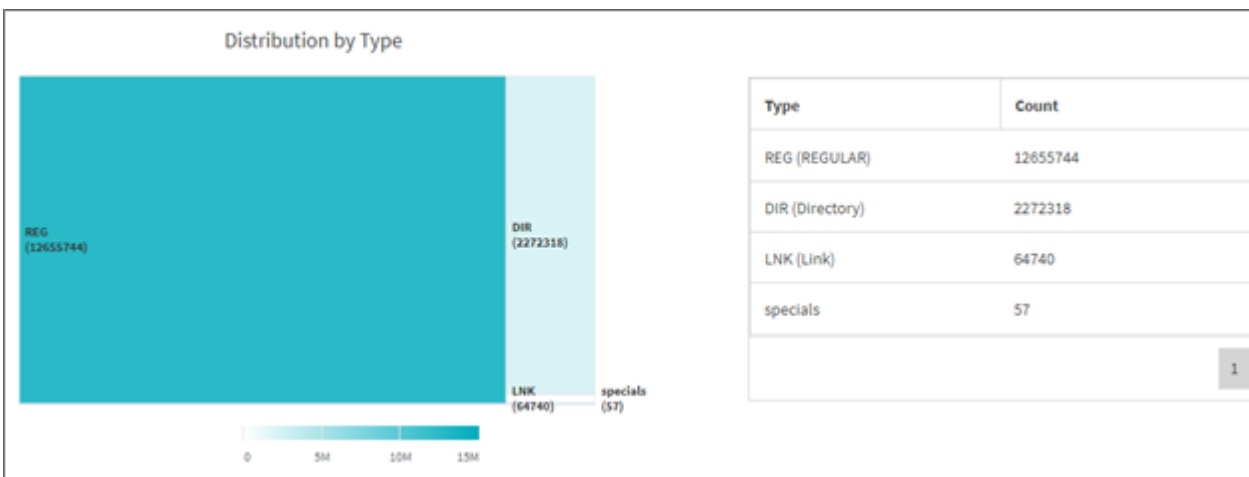 Distribution by Type
REG
(12655744)
DIR
(2272318)
LNK
(64740)
specials
(57)
0 5M 10M 15M
Type Count
REG (REGULAR) 12655744
DIR (Directory) 2272318
LNK (Link) 64740
specials 57
1